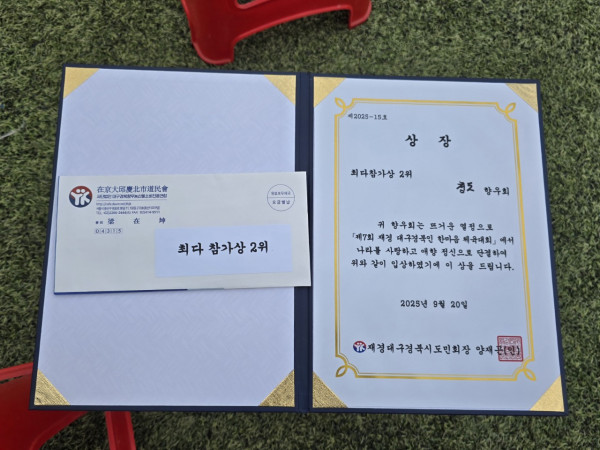 在京大邱慶北市道民會
梁在坤
04215
최다 참가상 2위
제2025-15호
상 장
최다참가상 2위
청도 향우회
귀 향우회는 뜨거운 열정으로
「제7회 재경 대구경북인 한마음 체육대회」에서
나라를 사랑하고 애향 정신으로 단결하여
위와 같이 입상하였기에 이 상을 드립니다.
2025년 9월 20일
재경대구경북시도민회장 양재곤(인)